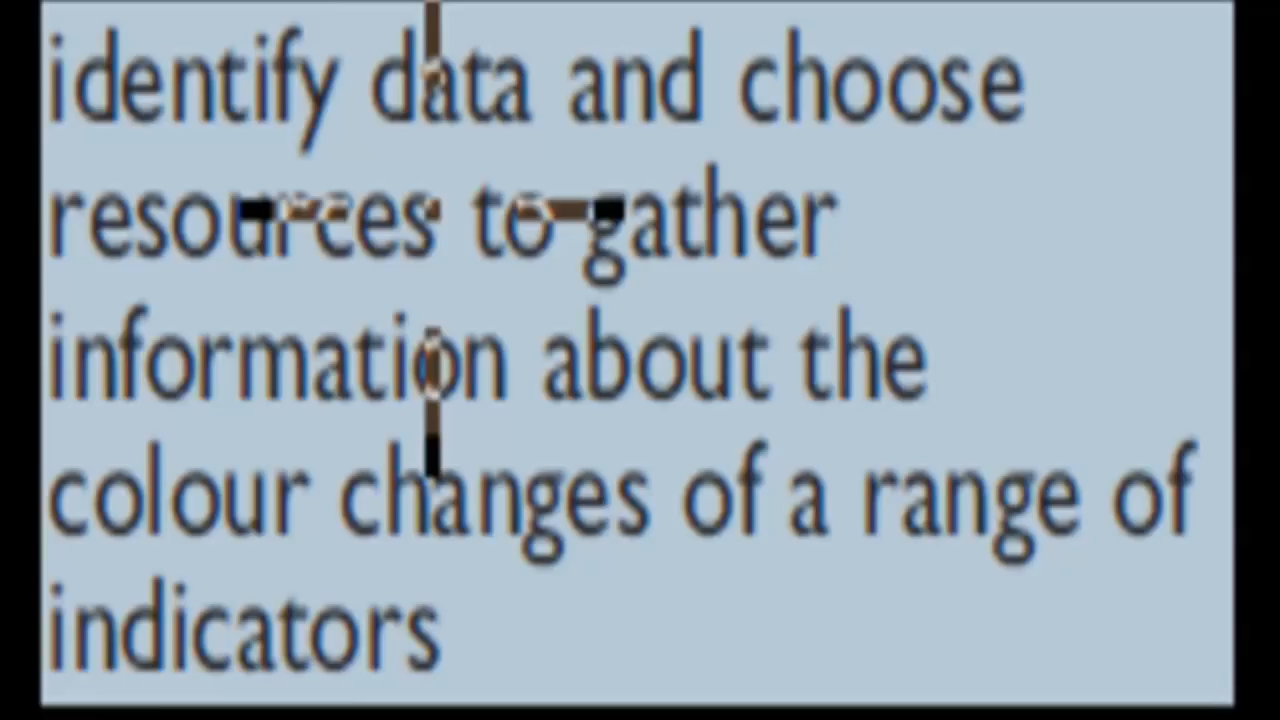 identify data and choose
resources to gather
information about the
colour changes of a range of
indicators